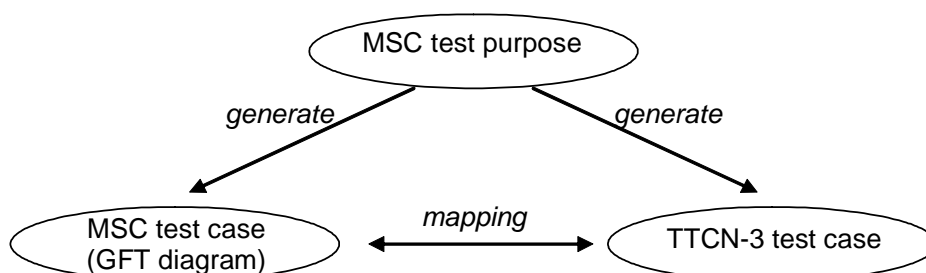 MSC test purpose
generate
generate
MSC test case
(GFT diagram)
mapping
TTCN-3 test case